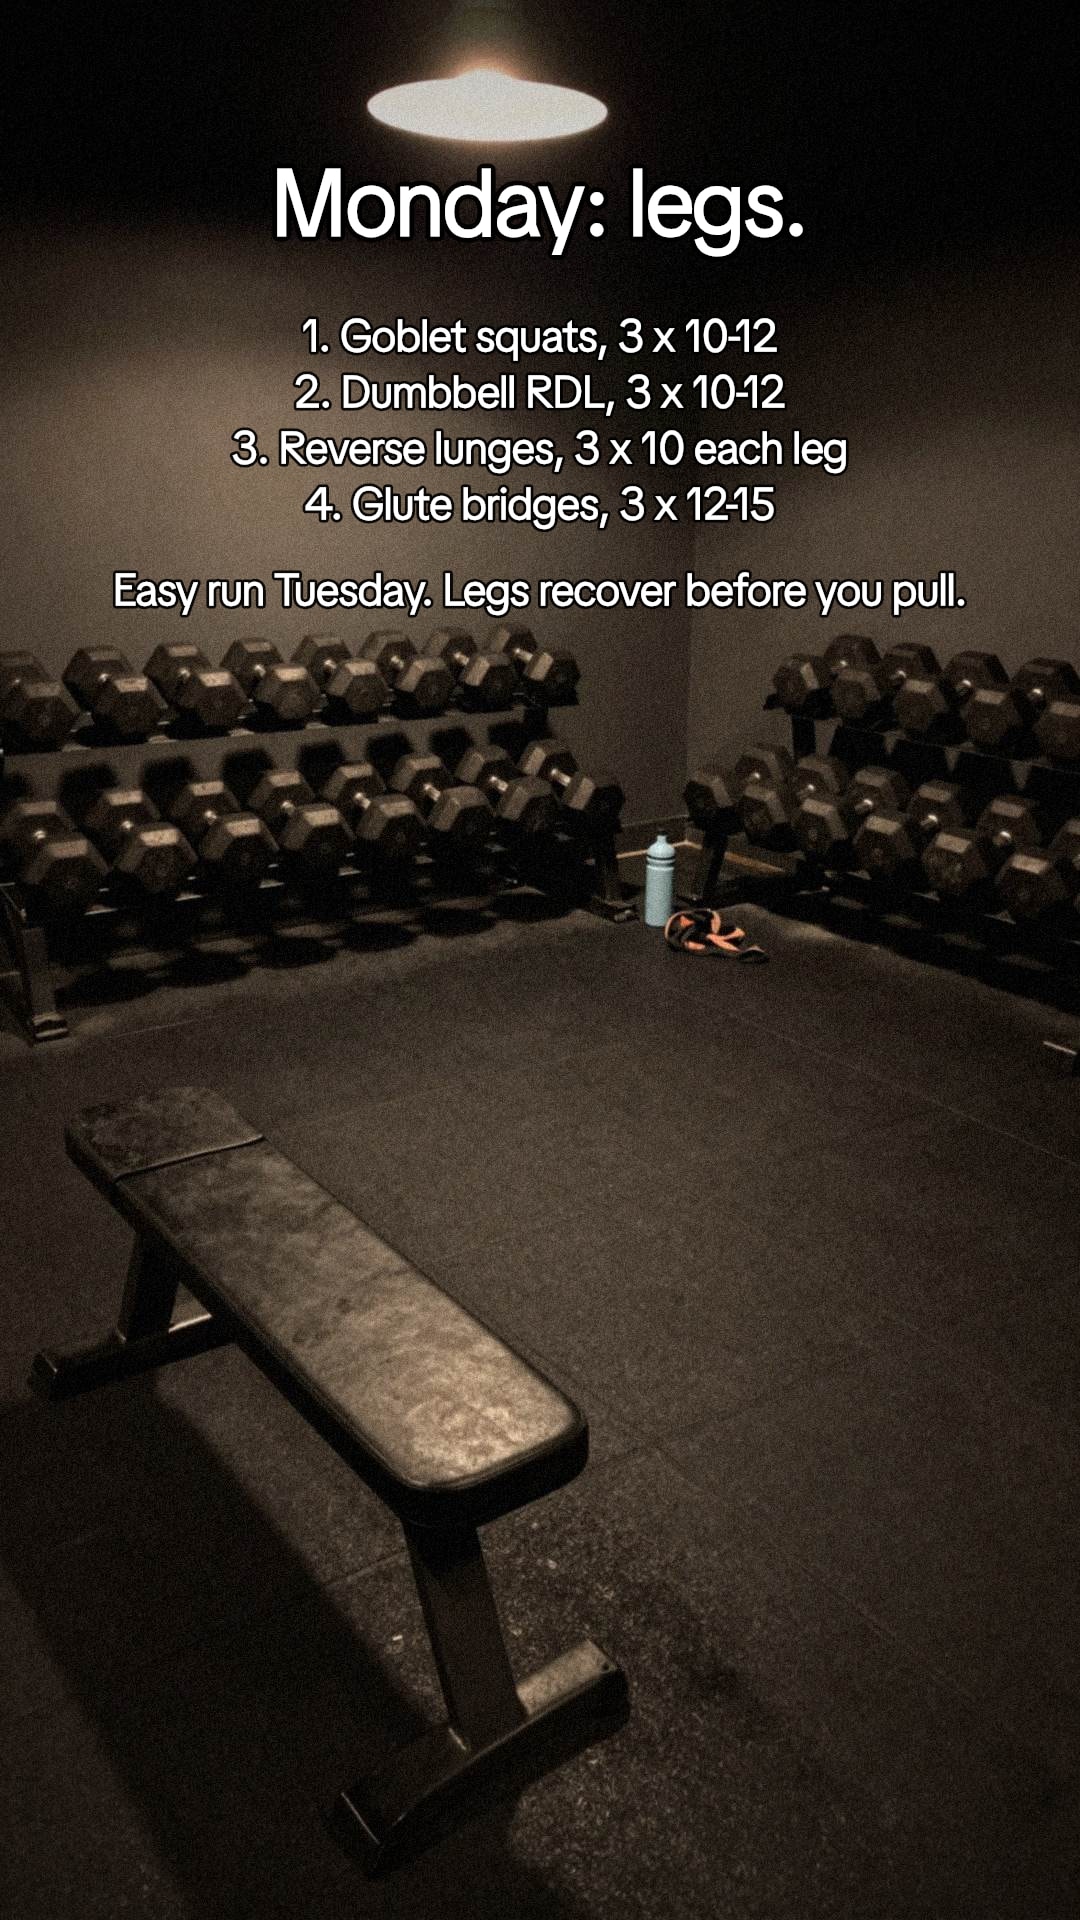 Monday: legs.
1. Goblet squats, 3 x 10-12
2. Dumbbell RDL, 3 x 10-12
3. Reverse lunges, 3 x 10 each leg
4. Glute bridges, 3 x 12-15
Easy run Tuesday. Legs recover before you pull.